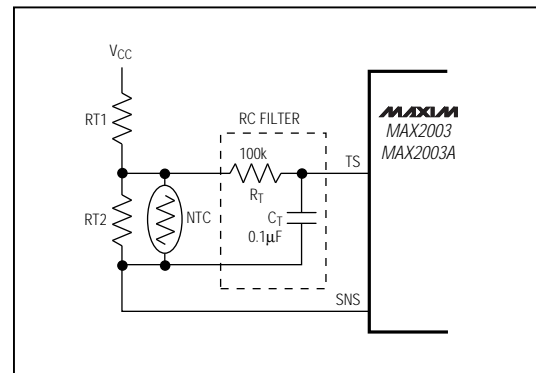 VCC
RT1
RC FILTER
MAXIM
MAX2003
MAX2003A
100k
TS
RT
RT2
NTC
CT
0.1µF
SNS